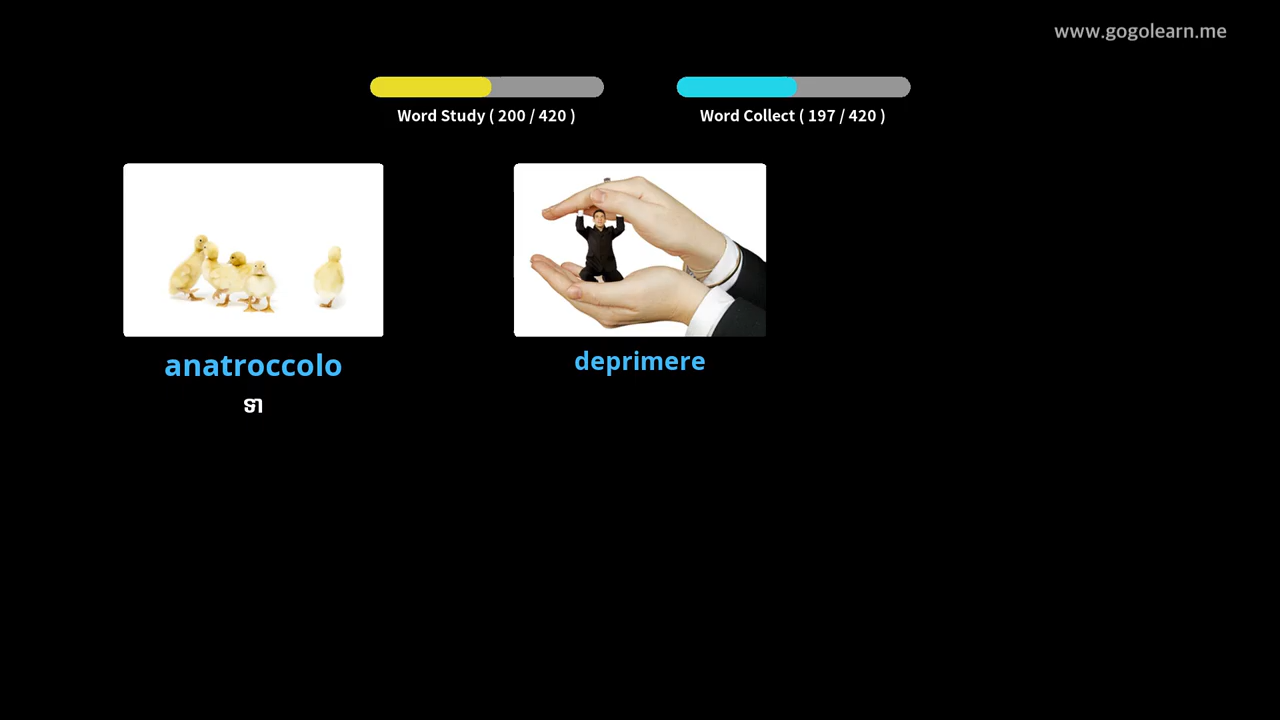 www.gogolearn.me
Word Study ( 200 / 420 )
Word Collect ( 197 / 420 )
anatroccolo
ទា
deprimere